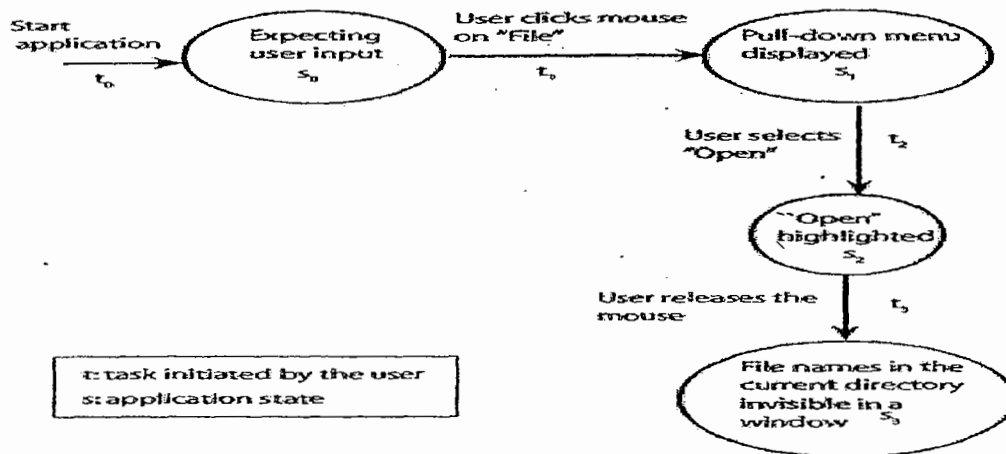 Start
application
t₀
Expecting
user input
s₀
User clicks mouse
on "File"
Pull-down menu
displayed
s₁
User selects
"Open"
t₂
``Open"
highlighted
s₂
User releases the
mouse
t₃
File names in the
current directory
invisible in a
window s₃
t: task initiated by the user
s: application state